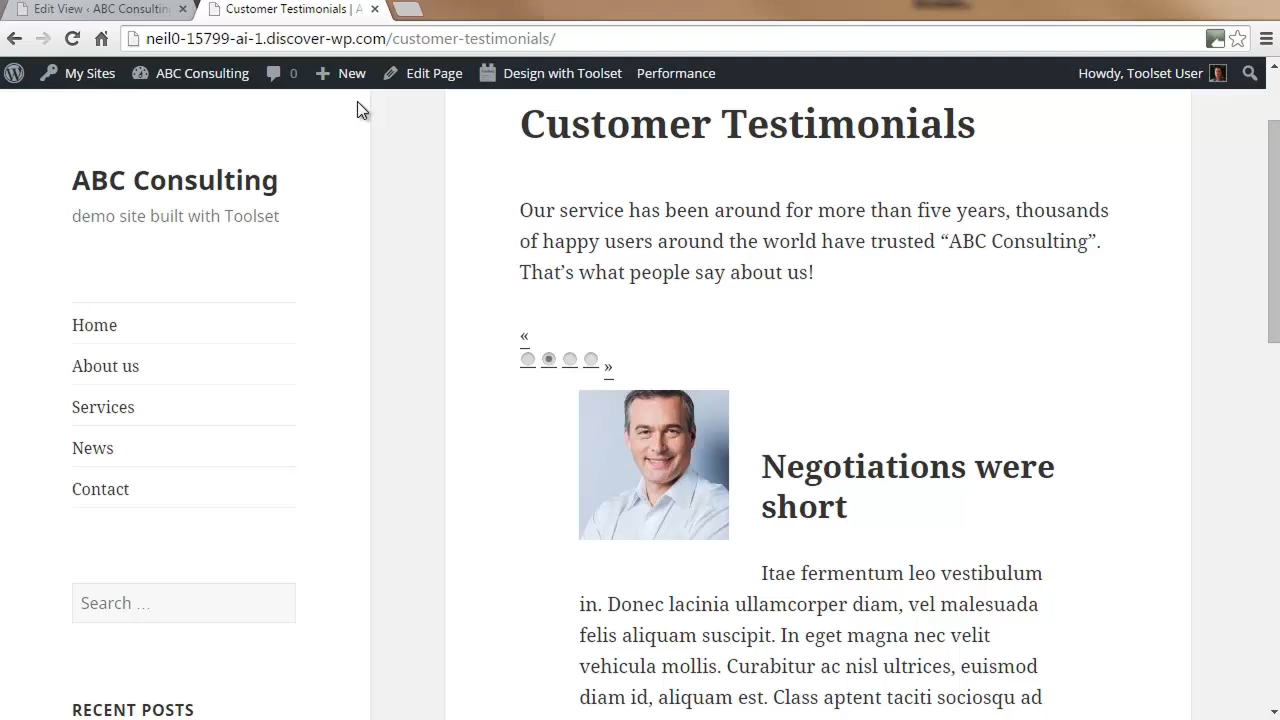 Edit View ‹ ABC Consultin
Customer Testimonials | A
neil0-15799-ai-1.discover-wp.com/customer-testimonials/
My Sites ABC Consulting 0 New Edit Page Design with Toolset Performance Howdy, Toolset User
Customer Testimonials
ABC Consulting
demo site built with Toolset
Our service has been around for more than five years, thousands
of happy users around the world have trusted “ABC Consulting”.
That’s what people say about us!
Home
About us
Services
News
Contact
Search …
RECENT POSTS
«
»
Negotiations were
short
Itae fermentum leo vestibulum
in. Donec lacinia ullamcorper diam, vel malesuada
felis aliquam suscipit. In eget magna nec velit
vehicula mollis. Curabitur ac nisl ultrices, euismod
diam id, aliquam est. Class aptent taciti sociosqu ad